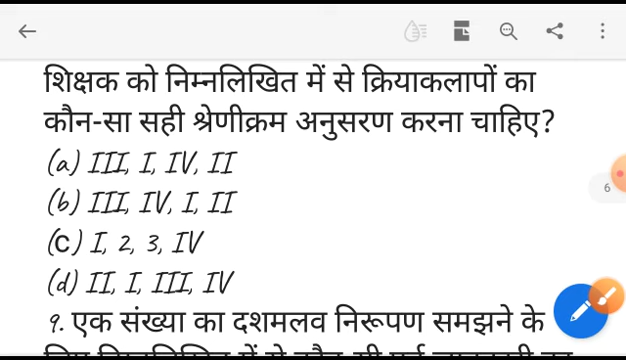 शिक्षक को निम्नलिखित में से क्रियाकलापों का
कौन-सा सही श्रेणीक्रम अनुसरण करना चाहिए?
(a) III, I, IV, II
(b) III, IV, I, II
(c) I, 2, 3, IV
(d) II, I, III, IV
6
9. एक संख्या का दशमलव निरूपण समझने के